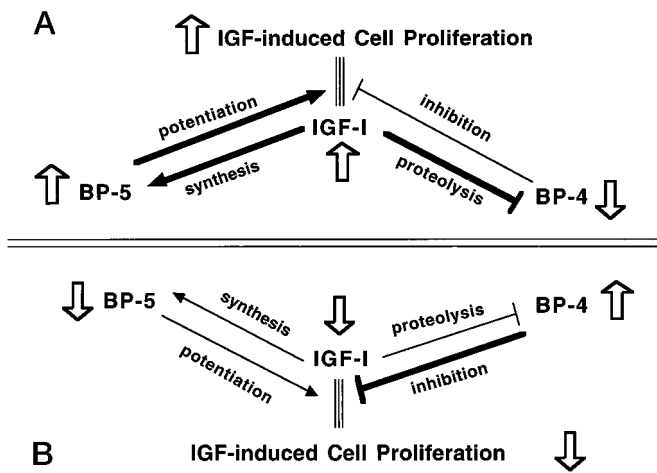 A
IGF-induced Cell Proliferation
potentiation
inhibition
IGF-I
synthesis
proteolysis
BP-5
BP-4
BP-5
synthesis
BP-4
proteolysis
IGF-I
potentiation
inhibition
B
IGF-induced Cell Proliferation